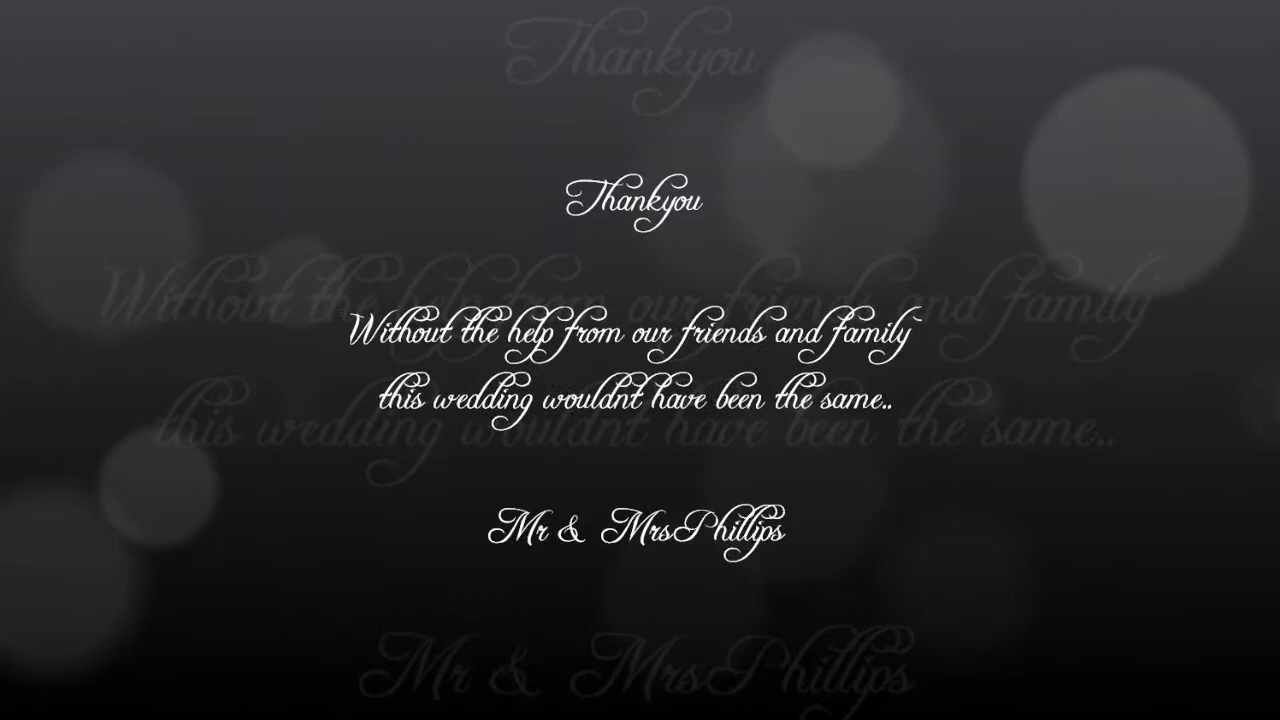 Thankyou
Without the help from our friends and family
this wedding wouldnt have been the same..
Mr & MrsPhillips